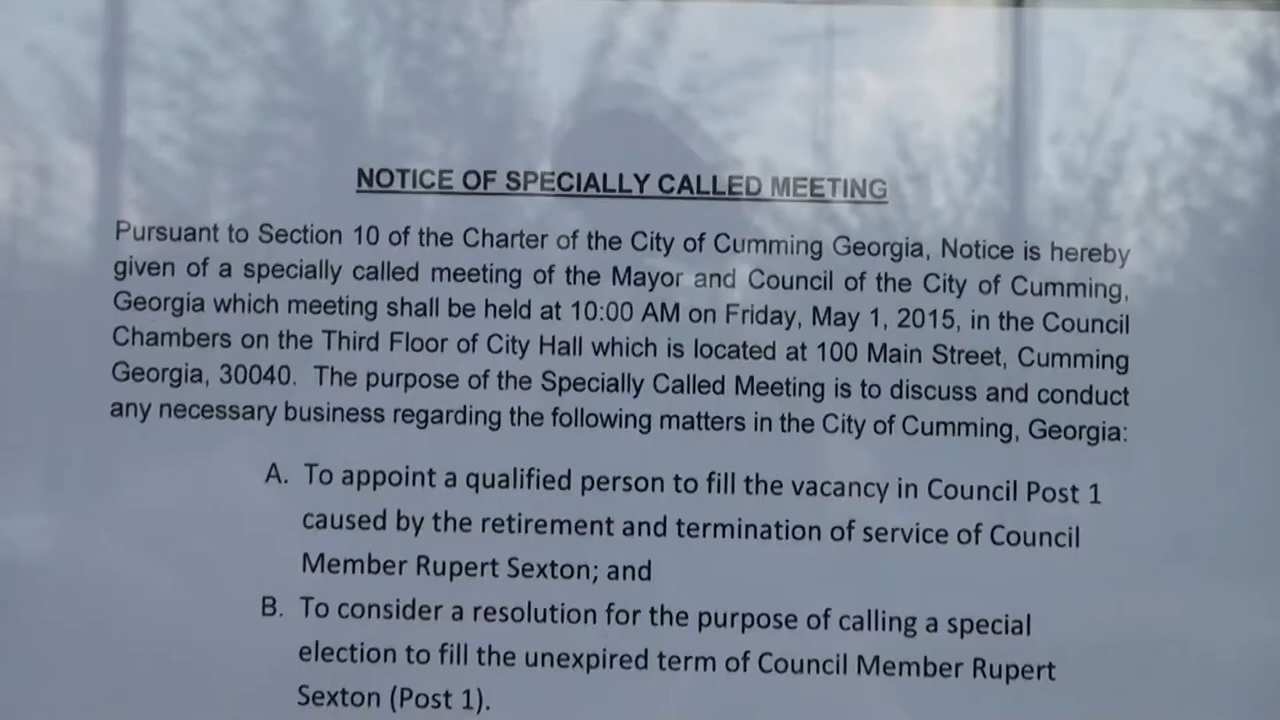 NOTICE OF SPECIALLY CALLED MEETING
Pursuant to Section 10 of the Charter of the City of Cumming Georgia, Notice is hereby
given of a specially called meeting of the Mayor and Council of the City of Cumming,
Georgia which meeting shall be held at 10:00 AM on Friday, May 1, 2015, in the Council
Chambers on the Third Floor of City Hall which is located at 100 Main Street, Cumming
Georgia, 30040. The purpose of the Specially Called Meeting is to discuss and conduct
any necessary business regarding the following matters in the City of Cumming, Georgia:
A. To appoint a qualified person to fill the vacancy in Council Post 1
caused by the retirement and termination of service of Council
Member Rupert Sexton; and
B. To consider a resolution for the purpose of calling a special
election to fill the unexpired term of Council Member Rupert
Sexton (Post 1).